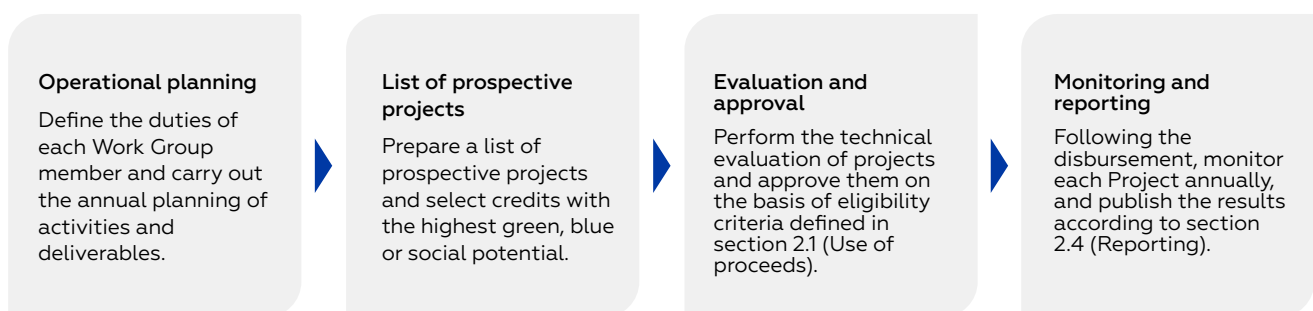 Operational planning
Define the duties of
each Work Group
member and carry out
the annual planning of
activities and
deliverables.
List of prospective
projects
Prepare a list of
prospective projects
and select credits with
the highest green, blue
or social potential.
Evaluation and
approval
Perform the technical
evaluation of projects
and approve them on
the basis of eligibility
criteria defined in
section 2.1 (Use of
proceeds).
Monitoring and
reporting
Following the
disbursement, monitor
each Project annually,
and publish the results
according to section
2.4 (Reporting).